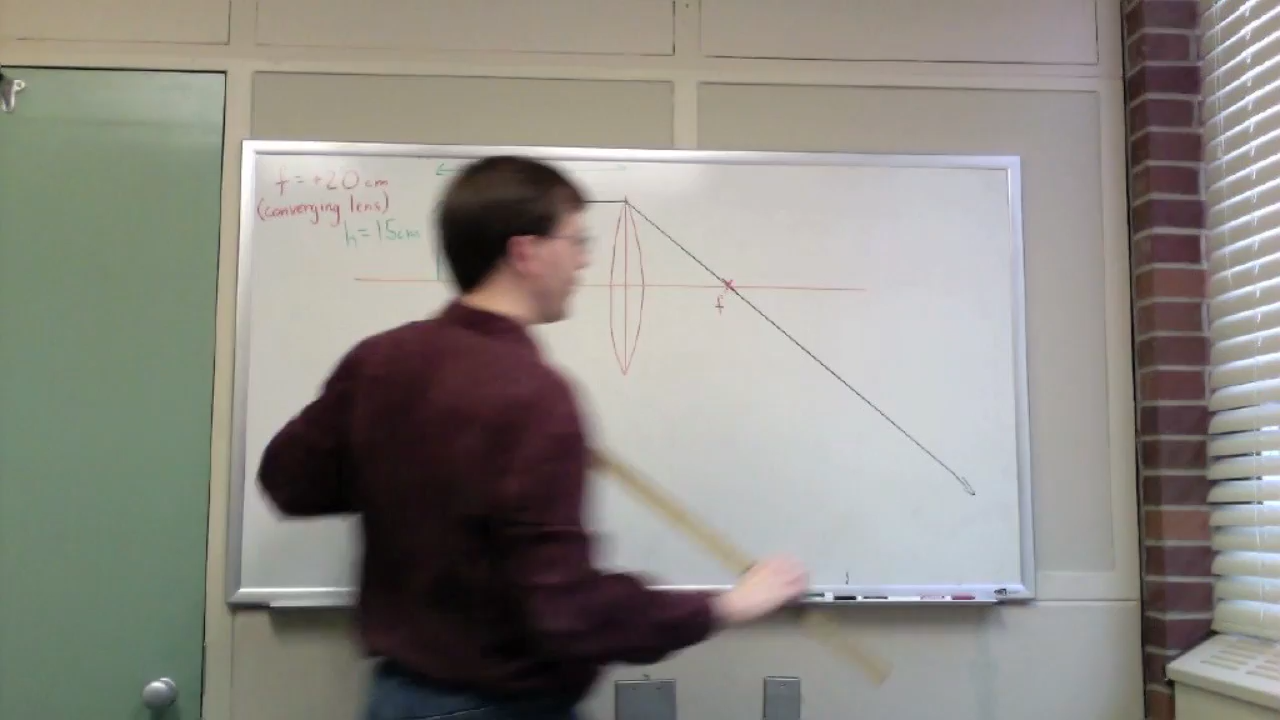 f = +20 cm
(converging lens)
h = 15cm
f